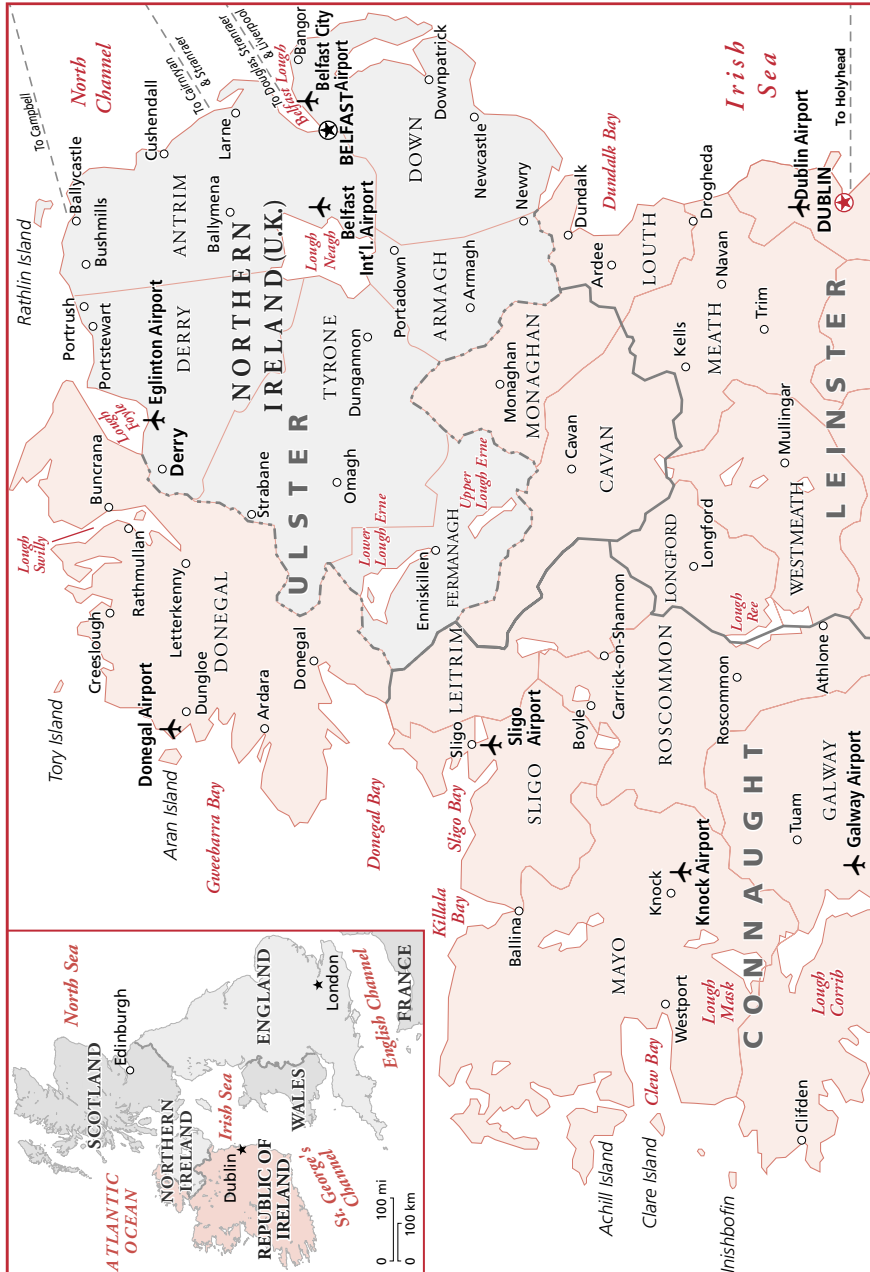 ATLANTIC
OCEAN
North Sea
SCOTLAND
Edinburgh
NORTHERN
IRELAND
Irish Sea
Dublin
REPUBLIC OF
IRELAND
ENGLAND
WALES
London
St. George's
Channel
English Channel
FRANCE
0
100 mi
0
100 km
Tory Island
Aran Island
Donegal Airport
Dungloe
Creeslough
Rathmullan
Letterkenny
DONEGAL
Ardara
Donegal
Gweebarra Bay
Donegal Bay
Lough
Swilly
Buncrana
Lough
Foyle
Portrush
Portstewart
Eglinton Airport
Derry
DERRY
Rathlin Island
Ballycastle
Bushmills
Cushendall
ANTRIM
Ballymena
Larne
North
Channel
To Campbell
To Cairnyan
& Stranraer
To Douglas, Stranraer
& Liverpool
Belfast Lough
Bangor
Belfast City
Airport
BELFAST
Belfast
Int'l. Airport
Lough
Neagh
NORTHERN
IRELAND (U.K.)
ULSTER
Strabane
Omagh
TYRONE
Dungannon
Portadown
ARMAGH
Armagh
DOWN
Downpatrick
Newcastle
Newry
Lower
Lough Erne
Upper
Lough Erne
Enniskillen
FERMANAGH
Monaghan
MONAGHAN
Cavan
CAVAN
Dundalk
Dundalk Bay
Ardee
LOUTH
Drogheda
Irish
Sea
Killala
Bay
Sligo Bay
Sligo
Sligo
Airport
SLIGO
LEITRIM
Ballina
MAYO
Boyle
Carrick-on-Shannon
ROSCOMMON
Roscommon
LONGFORD
Longford
Lough
Ree
Kells
MEATH
Navan
Trim
Mullingar
WESTMEATH
Athlone
LEINSTER
Dublin Airport
DUBLIN
To Holyhead
Achill Island
Clare Island
Inishbofin
Clew Bay
Westport
Knock
Knock Airport
Lough
Mask
CONNAUGHT
Lough
Corrib
Clifden
Tuam
GALWAY
Galway Airport